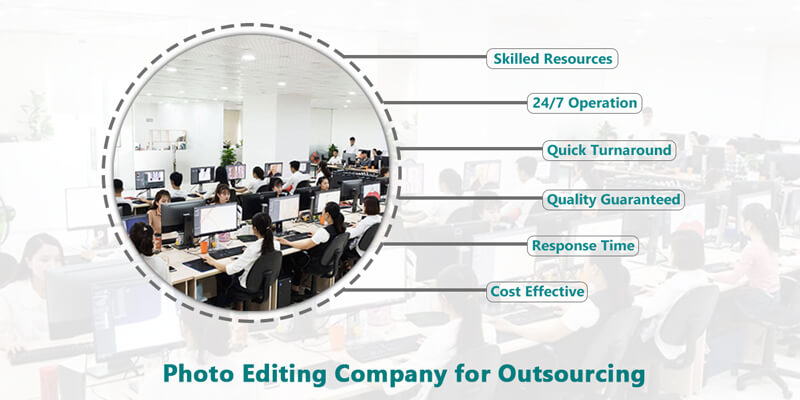 Skilled Resources
24/7 Operation
Quick Turnaround
Quality Guaranteed
Response Time
Cost Effective
Photo Editing Company for Outsourcing